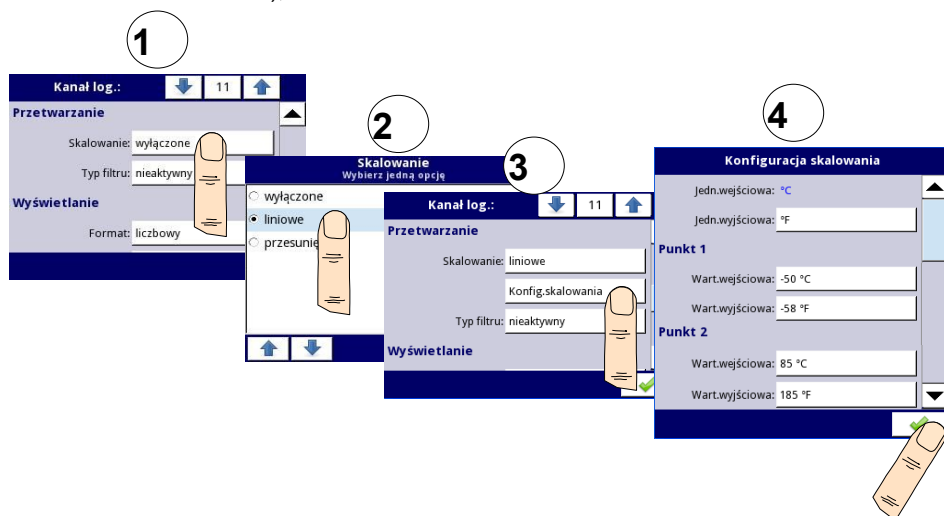 1
Kanał log.: 11
Przetwarzanie
Skalowanie: wyłączone
Typ filtru: nieaktywny
Wyświetlanie
Format: liczbowy
2
Skalowanie
Wybierz jedną opcję
wyłączone
liniowe
3
Kanał log.: 11
Przetwarzanie
Skalowanie: liniowe
Konfig.skalowania
Typ filtru: nieaktywny
Wyświetlanie
4
Konfiguracja skalowania
Jedn.wejściowa: °C
Jedn.wyjściowa: °F
Punkt 1
Wart.wejściowa: -50 °C
Wart.wyjściowa: -58 °F
Punkt 2
Wart.wejściowa: 85 °C
Wart.wyjściowa: 185 °F